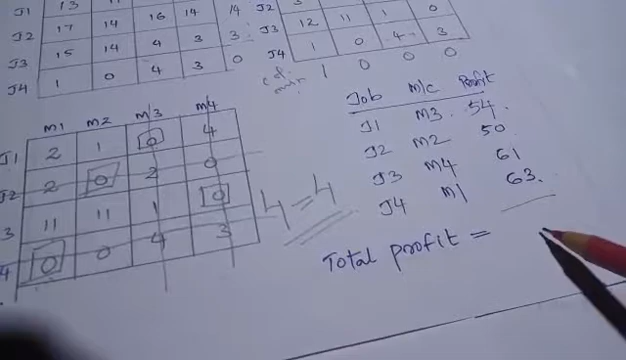 J1 13 16 14 14
J2 17 14 4 3 3
J3 15 14 4 3 0
J4 1 0 4 3
J2
J3 12 11 1 0
J4 1 0 4 3
min 1 0 0 0
m1 m2 m3 m4
J1 2 1 0 4
J2 2 0 2 0
3 11 11 1 0
4 0 0 4 3
4=4
Job M/C Profit
J1 M3 54.
J2 M2 50
J3 M4 61
J4 M1 63.
Total profit =